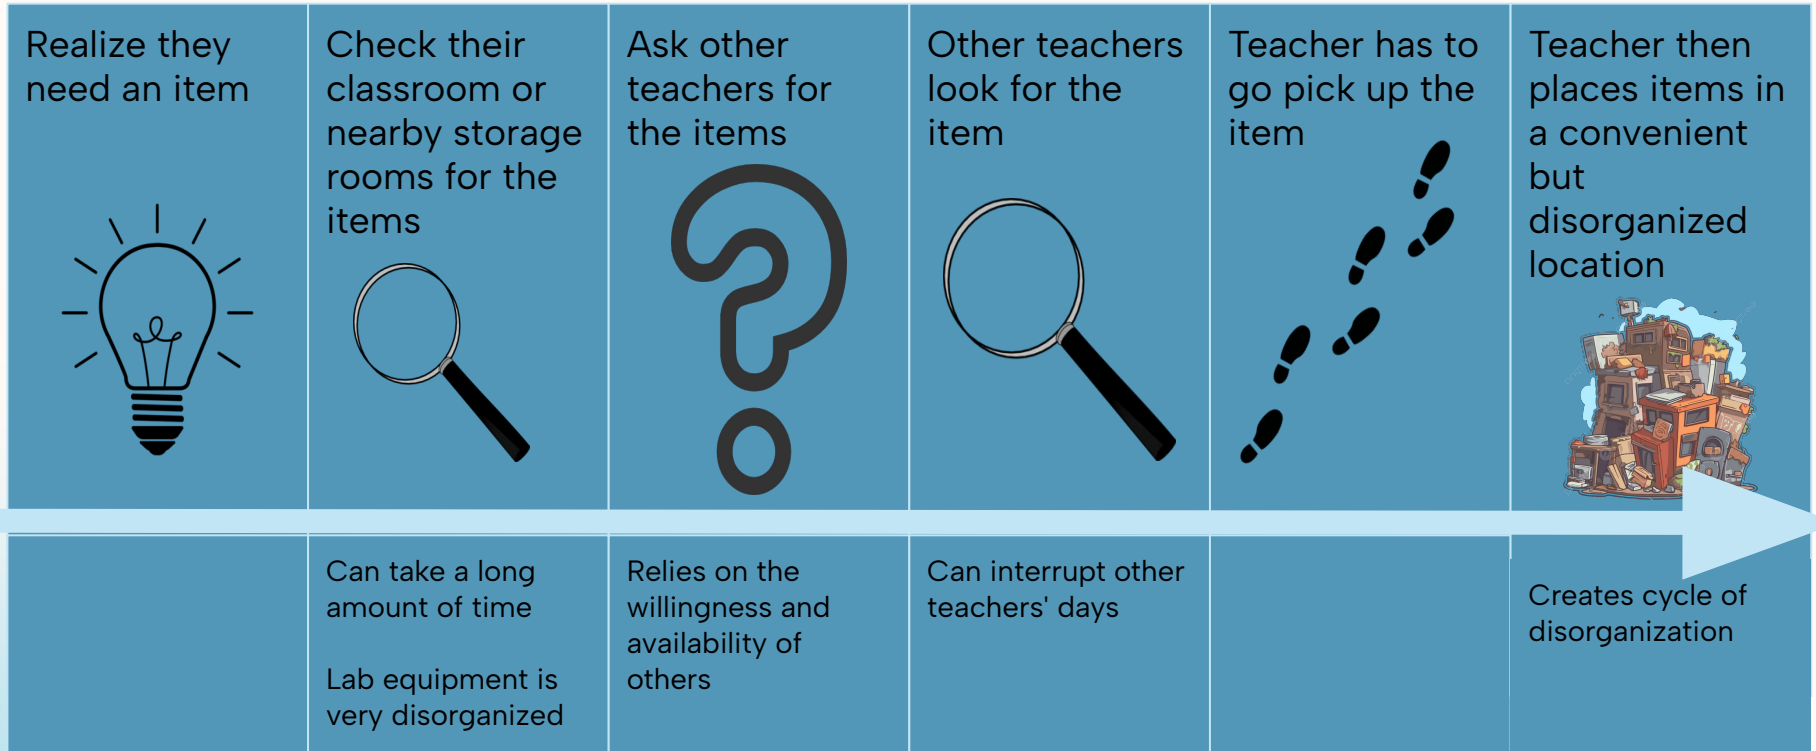 Realize they
need an item
Check their
classroom or
nearby storage
rooms for the
items
Ask other
teachers for
the items
Other teachers
look for the
item
Teacher has to
go pick up the
item
Teacher then
places items in
a convenient
but
disorganized
location
Can take a long
amount of time
Lab equipment is
very disorganized
Relies on the
willingness and
availability of
others
Can interrupt other
teachers' days
Creates cycle of
disorganization